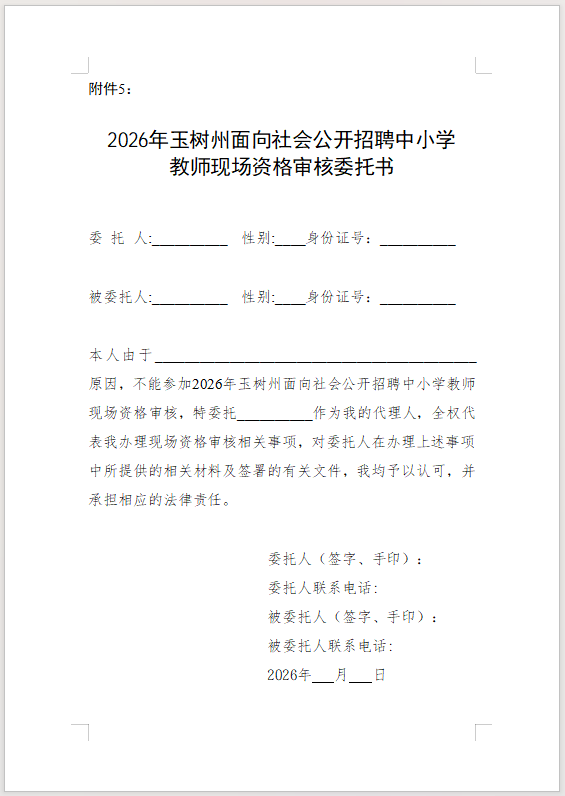 附件5：
2026年玉树州面向社会公开招聘中小学
教师现场资格审核委托书
委 托 人:__________ 性别:____身份证号：__________
被委托人:__________ 性别:____身份证号：__________
本人由于__________________________________________
原因，不能参加2026年玉树州面向社会公开招聘中小学教师
现场资格审核，特委托__________作为我的代理人，全权代
表我办理现场资格审核相关事项，对委托人在办理上述事项
中所提供的相关材料及签署的有关文件，我均予以认可，并
承担相应的法律责任。
委托人（签字、手印）：
委托人联系电话:
被委托人（签字、手印）：
被委托人联系电话:
2026年___月___日